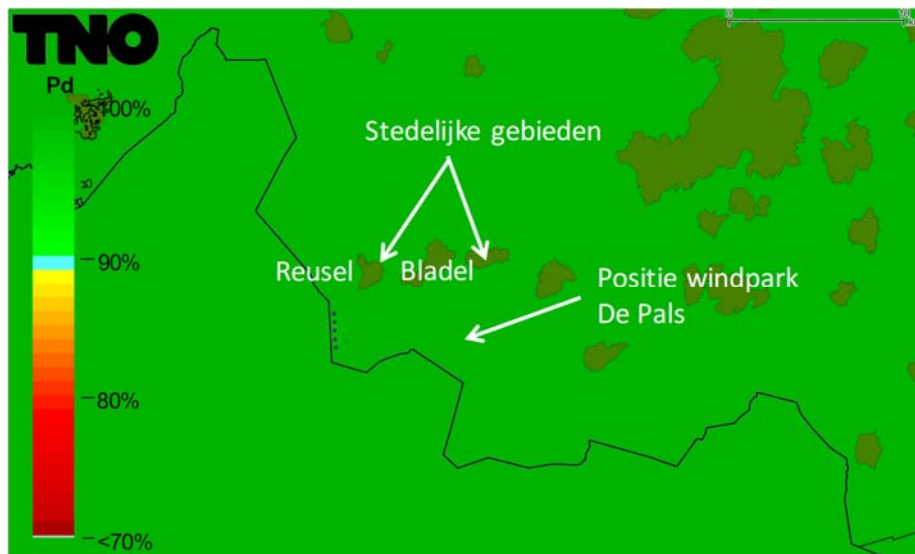 TNO
Pd
100%
90%
80%
<70%
Stedelijke gebieden
Reusel
Bladel
Positie windpark
De Pals